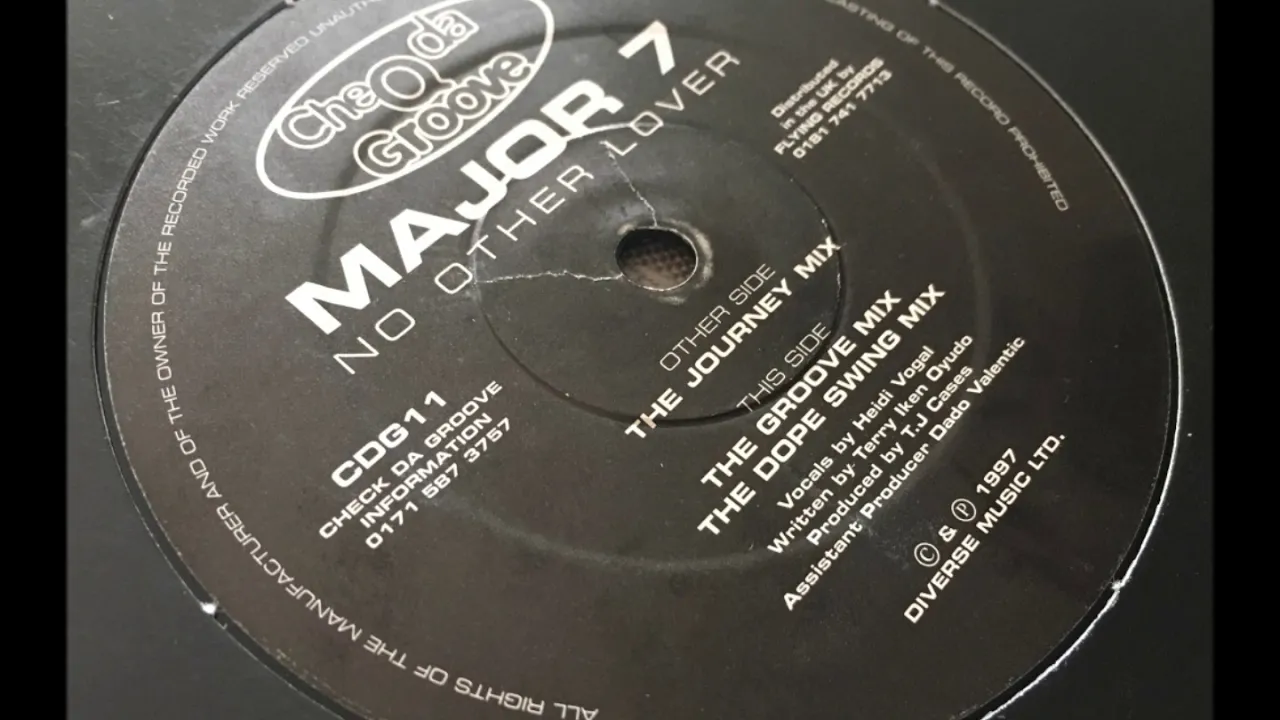 CheQ da
Groove
MAJOR 7
NO OTHER LOVER
Distributed
in the UK by
FLYING RECORDS
0181 741 7713
OTHER SIDE
THE JOURNEY MIX
THIS SIDE
THE GROOVE MIX
THE DOPE SWING MIX
Vocals by Heidi Vogal
Written by Terry Iken Oyudo
Produced by T.J Cases
Assistant Producer Dado Valentic
CDG11
CHECK DA GROOVE
INFORMATION
0171 587 3757
© & ℗ 1997
DIVERSE MUSIC LTD.
ALL RIGHTS OF THE MANUFACTURER AND OF THE OWNER OF THE RECORDED WORK RESERVED
OF THIS RECORD PROHIBITED